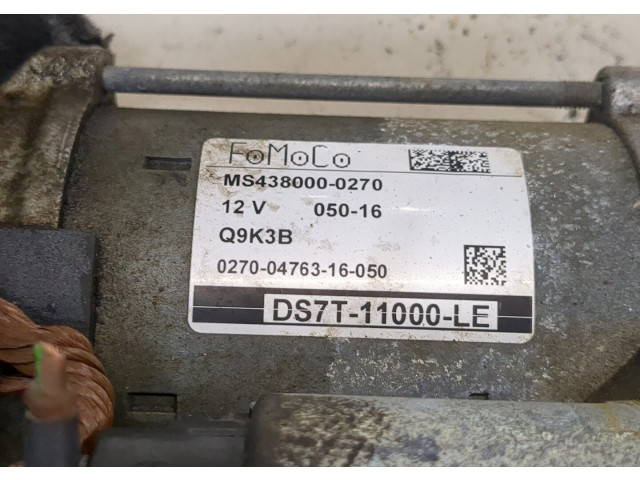 FoMoCo
MS438000-0270
12 V 050-16
Q9K3B
0270-04763-16-050
DS7T-11000-LE